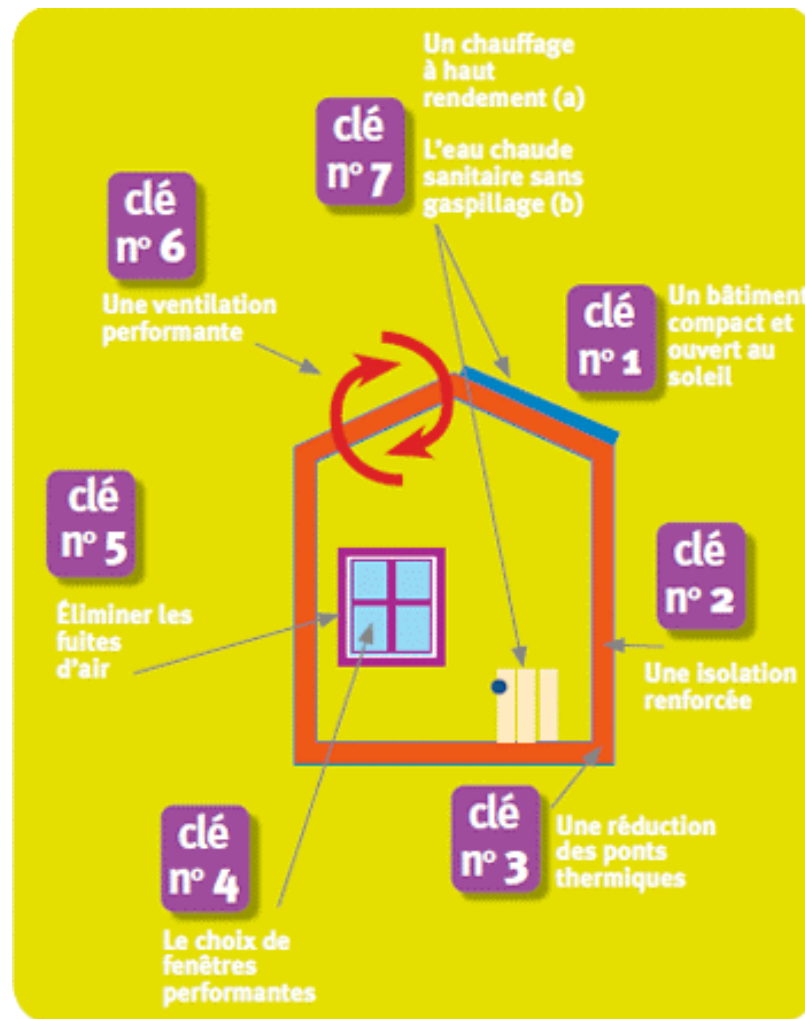 Un chauffage
à haut
rendement (a)
clé
n° 7
L'eau chaude
sanitaire sans
gaspillage (b)
clé
n° 6
Une ventilation
performante
clé
n° 1
Un bâtiment
compact et
ouvert au
soleil
clé
n° 5
Éliminer les
fuites
d'air
clé
n° 2
Une isolation
renforcée
clé
n° 4
Le choix de
fenêtres
performantes
clé
n° 3
Une réduction
des ponts
thermiques